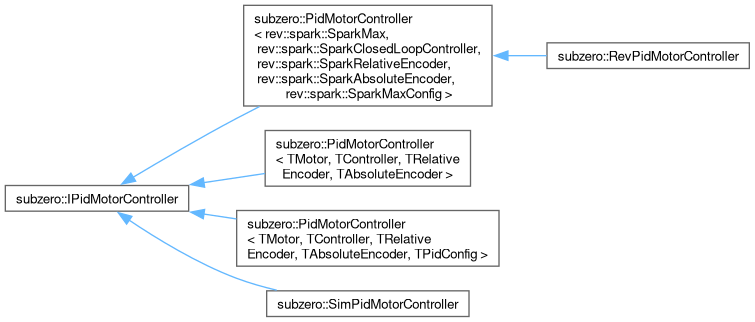 subzero::PidMotorController
< rev::spark::SparkMax,
rev::spark::SparkClosedLoopController,
rev::spark::SparkRelativeEncoder,
rev::spark::SparkAbsoluteEncoder,
rev::spark::SparkMaxConfig >
subzero::RevPidMotorController
subzero::PidMotorController
< TMotor, TController, TRelative
Encoder, TAbsoluteEncoder >
subzero::IPidMotorController
subzero::PidMotorController
< TMotor, TController, TRelative
Encoder, TAbsoluteEncoder, TPidConfig >
subzero::SimPidMotorController